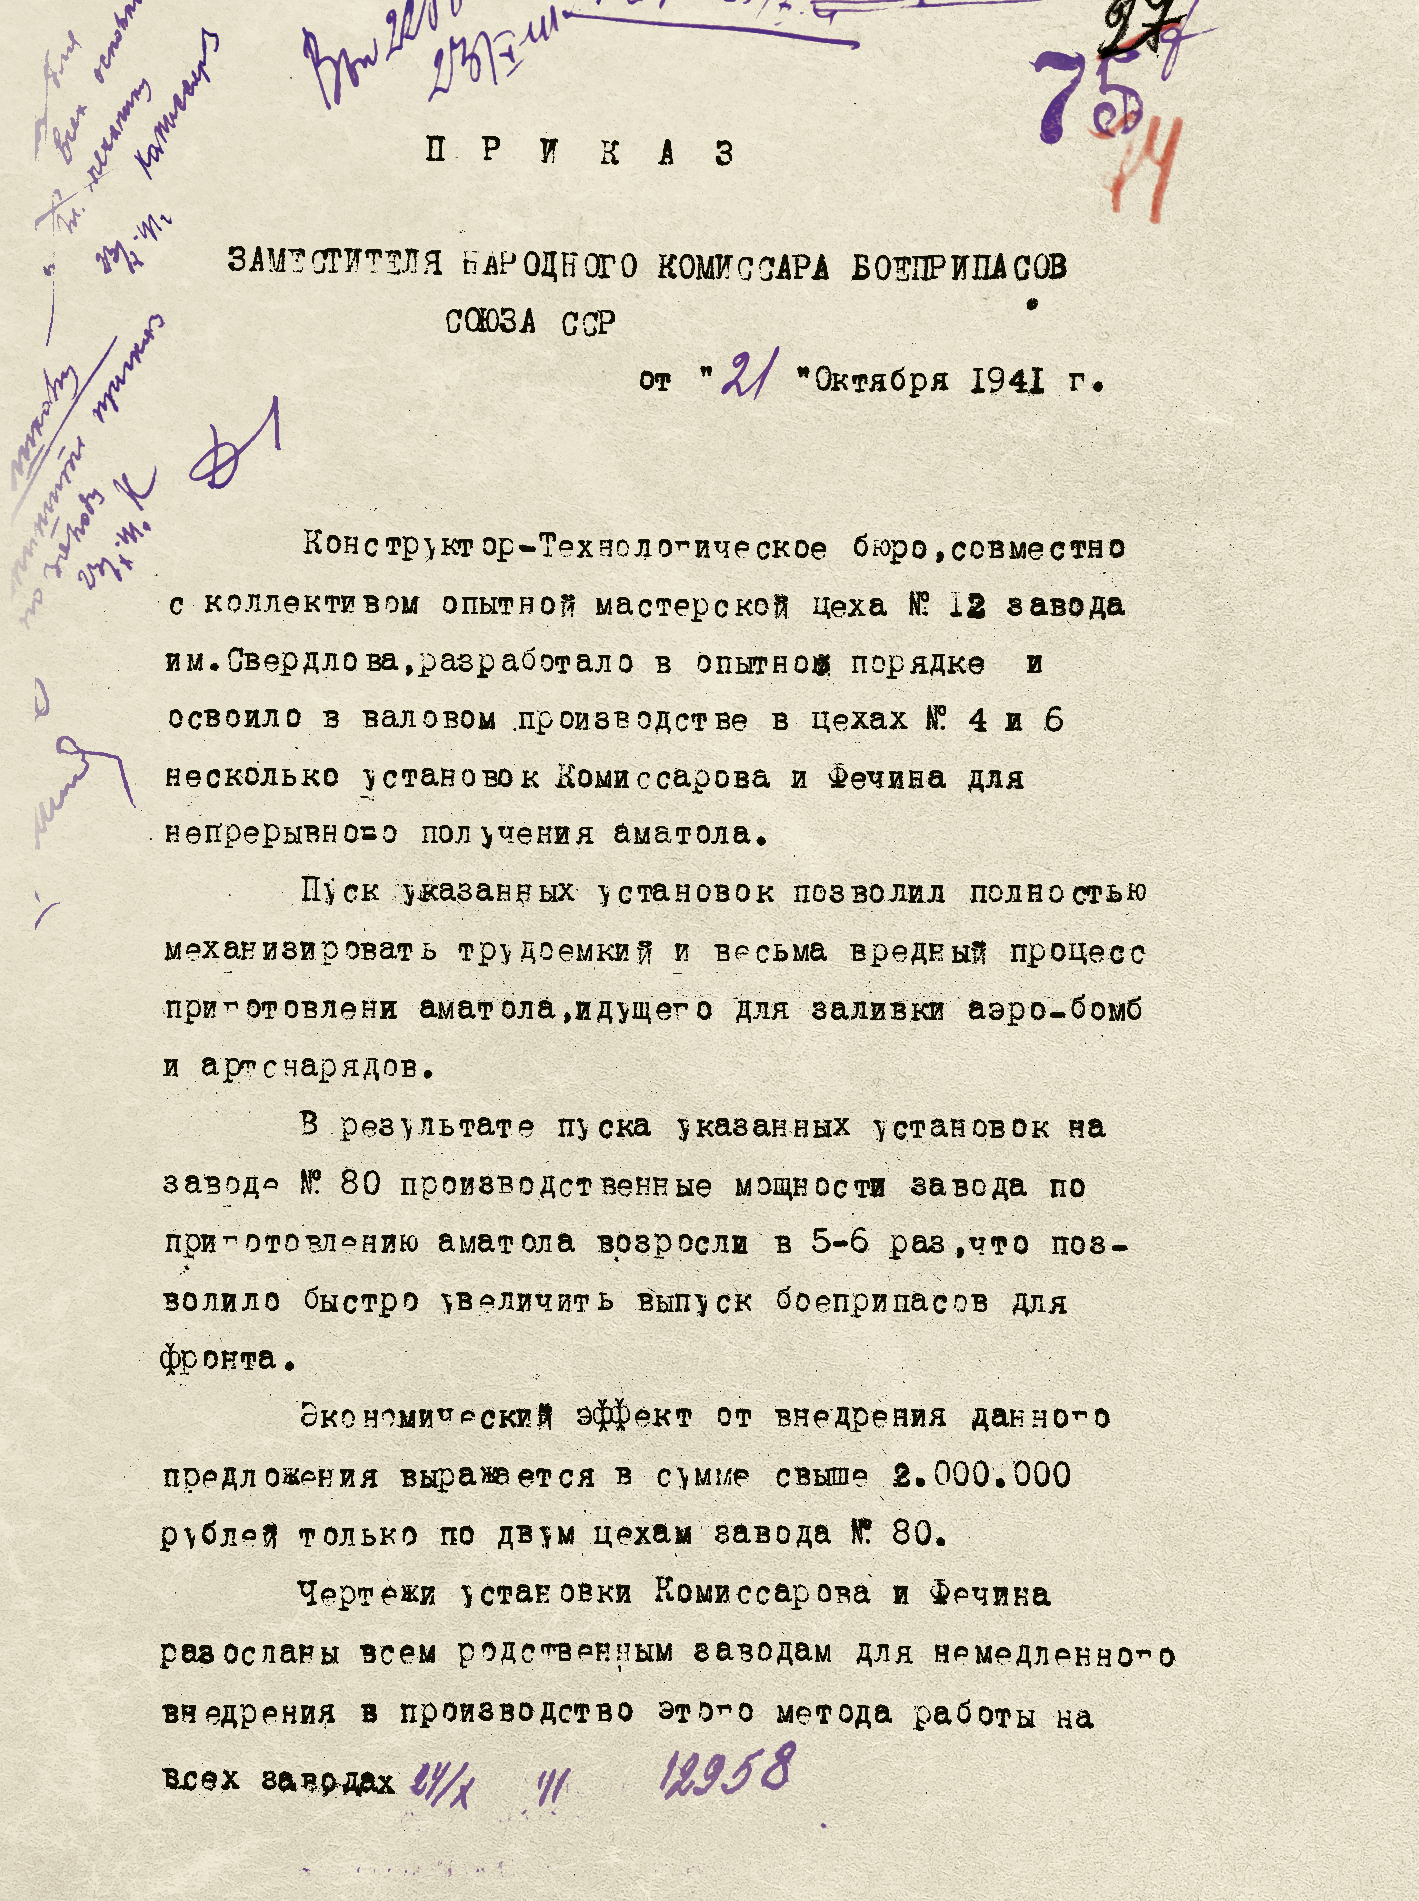 27
75
П Р И К А З
ЗАМЕСТИТЕЛЯ НАРОДНОГО КОМИССАРА БОЕПРИПАСОВ
СОЮЗА ССР
от "21 "Октября 1941 г.
Конструктор-Технологическое бюро,совместно
с коллективом опытной мастерской цеха № 12 завода
им.Свердлова,разработало в опытном порядке и
освоило в валовом производстве в цехах № 4 и 6
несколько установок Комиссарова и Фечина для
непрерывного получения аматола.
Пуск указанных установок позволил полностью
механизировать трудоемкий и весьма вредный процесс
приготовлени аматола,идущего для заливки аэро-бомб
и артснарядов.
В результате пуска указанных установок на
заводе № 80 производственные мощности завода по
приготовлению аматола возросли в 5-6 раз,что поз-
волило быстро увеличить выпуск боеприпасов для
фронта.
Экономический эффект от внедрения данного
предложения выражается в сумме свыше 2.000.000
рублей только по двум цехам завода № 80.
Чертежи установки Комиссарова и Фечина
разосланы всем родственным заводам для немедленного
внедрения в производство этого метода работы на
всех заводах 24/X 41 12958